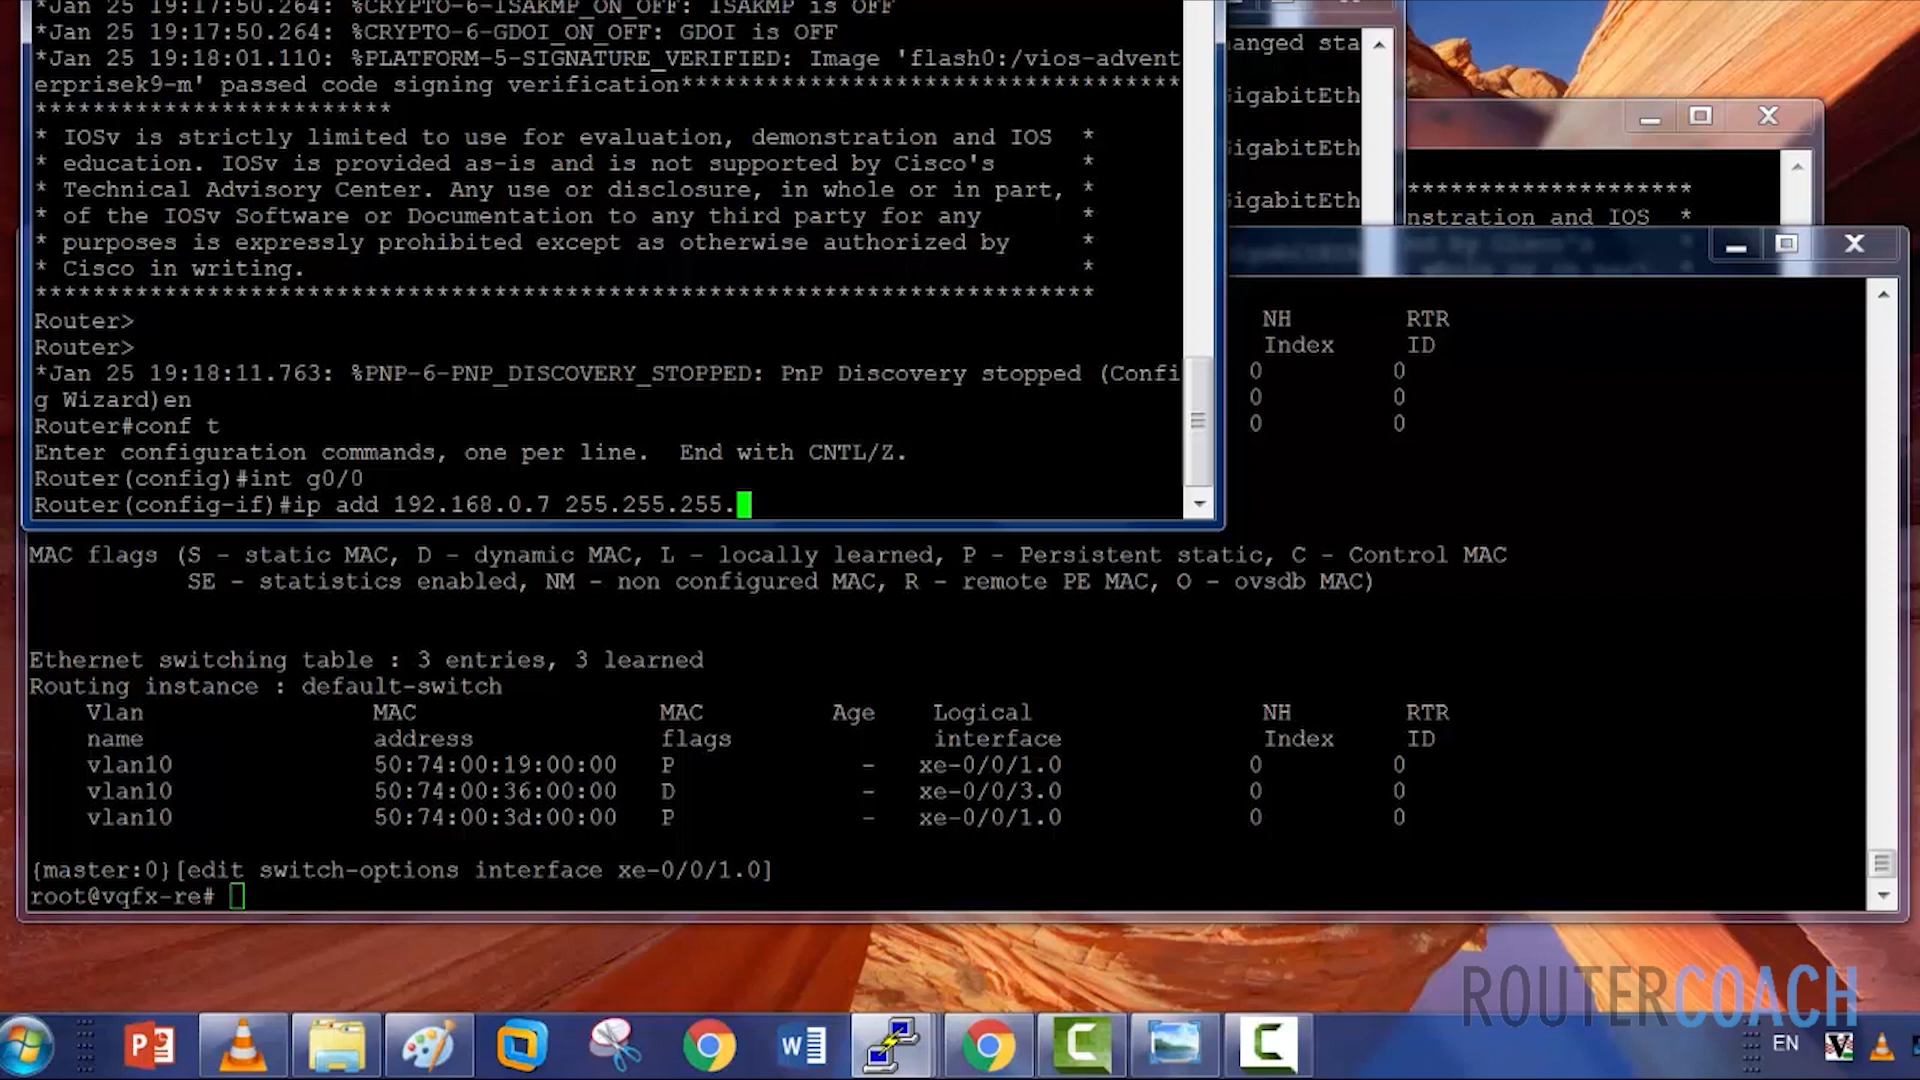 *Jan 25 19:17:50.264: %CRYPTO-6-ISAKMP_ON_OFF: ISAKMP is OFF
*Jan 25 19:17:50.264: %CRYPTO-6-GDOI_ON_OFF: GDOI is OFF
*Jan 25 19:18:01.110: %PLATFORM-5-SIGNATURE_VERIFIED: Image 'flash0:/vios-advent
erprisek9-m' passed code signing verification***********************************
*************************
* IOSv is strictly limited to use for evaluation, demonstration and IOS  *
* education. IOSv is provided as-is and is not supported by Cisco's      *
* Technical Advisory Center. Any use or disclosure, in whole or in part, *
* of the IOSv Software or Documentation to any third party for any       *
* purposes is expressly prohibited except as otherwise authorized by     *
* Cisco in writing.                                                      *
**************************************************************************
Router>
Router>
*Jan 25 19:18:11.763: %PNP-6-PNP_DISCOVERY_STOPPED: PnP Discovery stopped (Confi
g Wizard)en
Router#conf t
Enter configuration commands, one per line.  End with CNTL/Z.
Router(config)#int g0/0
Router(config-if)#ip add 192.168.0.7 255.255.255.
anged sta
igabitEth
igabitEth
igabitEth
********************
nstration and IOS  *
NH RTR
Index ID
0 0
0 0
0 0
MAC flags (S - static MAC, D - dynamic MAC, L - locally learned, P - Persistent static, C - Control MAC
SE - statistics enabled, NM - non configured MAC, R - remote PE MAC, O - ovsdb MAC)
Ethernet switching table : 3 entries, 3 learned
Routing instance : default-switch
Vlan MAC MAC Age Logical NH RTR
name address flags interface Index ID
vlan10 50:74:00:19:00:00 P - xe-0/0/1.0 0 0
vlan10 50:74:00:36:00:00 D - xe-0/0/3.0 0 0
vlan10 50:74:00:3d:00:00 P - xe-0/0/1.0 0 0
{master:0}[edit switch-options interface xe-0/0/1.0]
root@vqfx-re#
ROUTERCOACH
EN